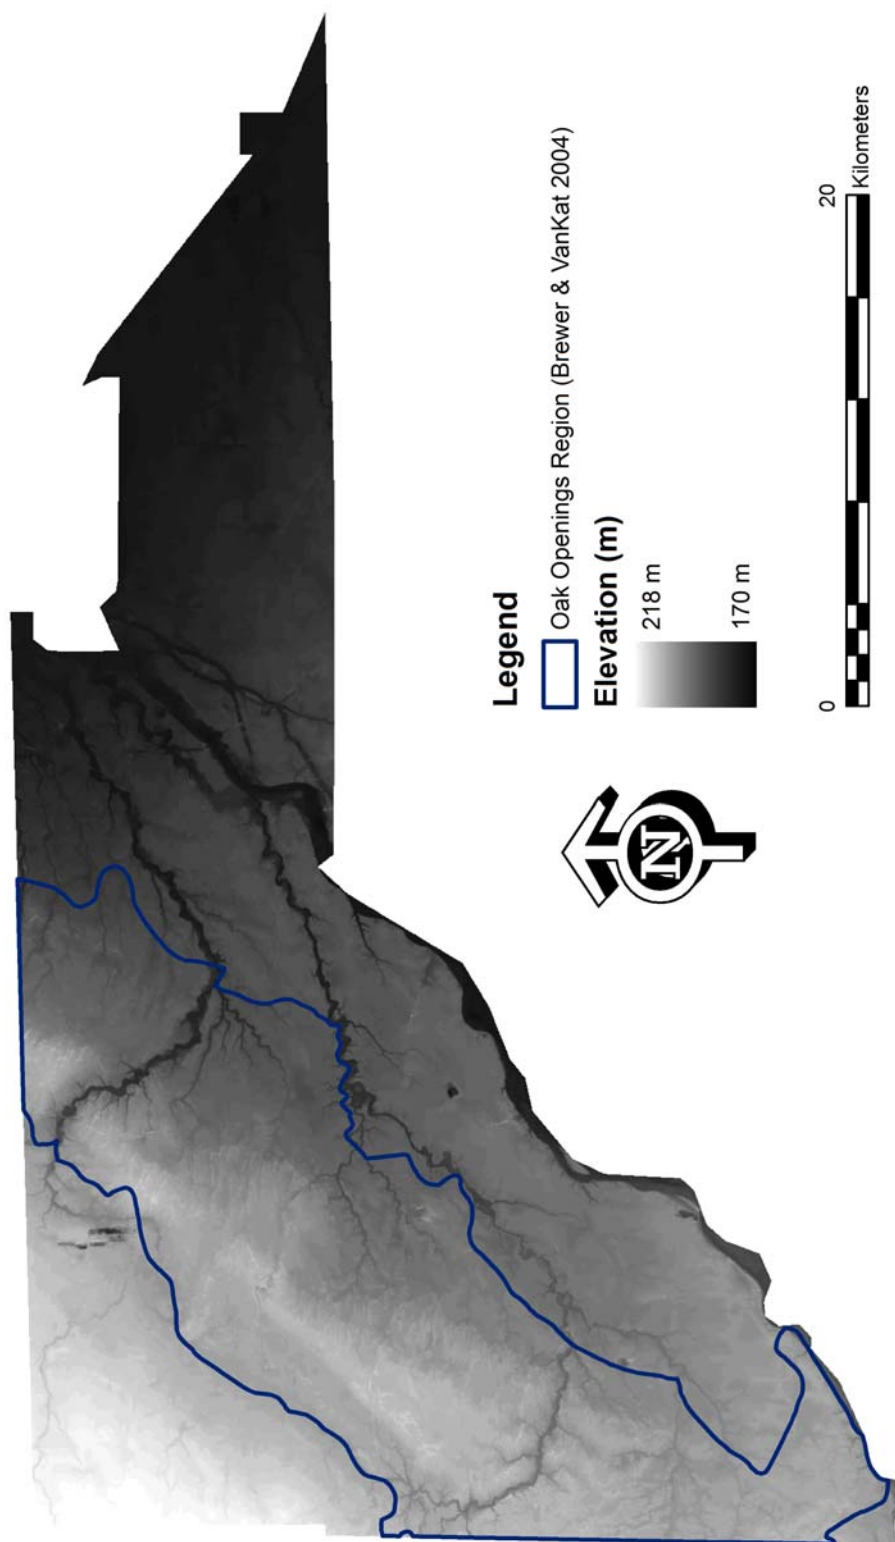 Legend
Oak Openings Region (Brewer & VanKat 2004)
Elevation (m)
218 m
170 m
N
0
20
Kilometers